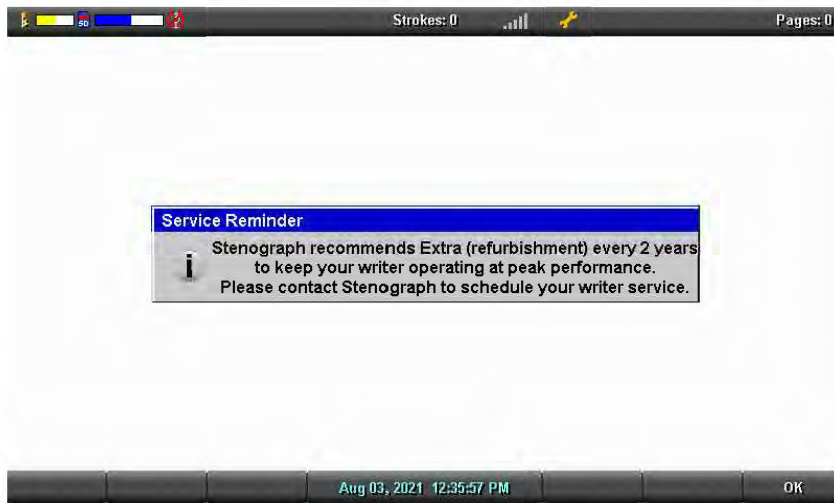 SD
Strokes: 0
Pages: 0
Service Reminder
i
Stenograph recommends Extra (refurbishment) every 2 years
to keep your writer operating at peak performance.
Please contact Stenograph to schedule your writer service.
Aug 03, 2021 12:35:57 PM
OK